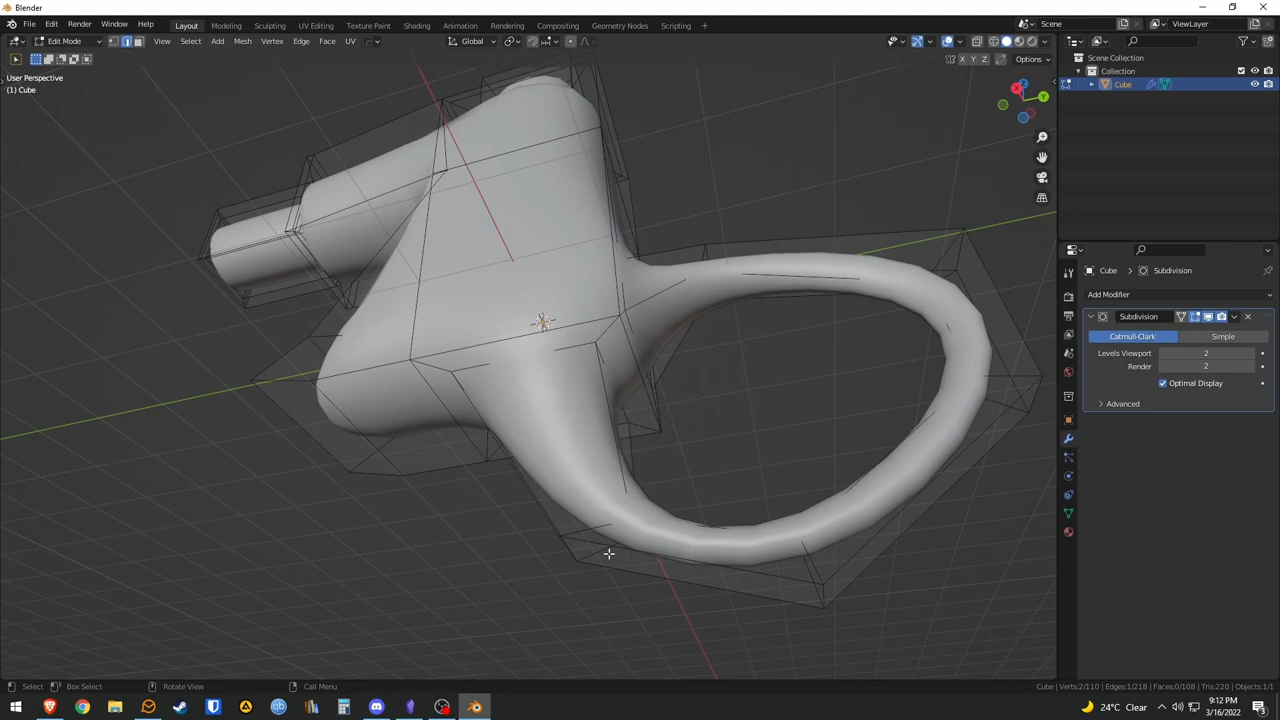 Blender
File Edit Render Window Help Layout Modeling Sculpting UV Editing Texture Paint Shading Animation Rendering Compositing Geometry Nodes Scripting + Scene ViewLayer
Edit Mode View Select Add Mesh Vertex Edge Face UV Global
X Y Z Options
User Perspective
(1) Cube
X
Y
Z
Scene Collection
Collection
Cube
Cube > Subdivision
Add Modifier
Subdivision
Catmull-Clark Simple
Levels Viewport 2
Render 2
Optimal Display
Advanced
Select Box Select Rotate View Call Menu Cube | Verts:2/110 | Edges:1/218 | Faces:0/108 | Tris:220 | Objects:1/1
24°C Clear 9:12 PM
3/16/2022